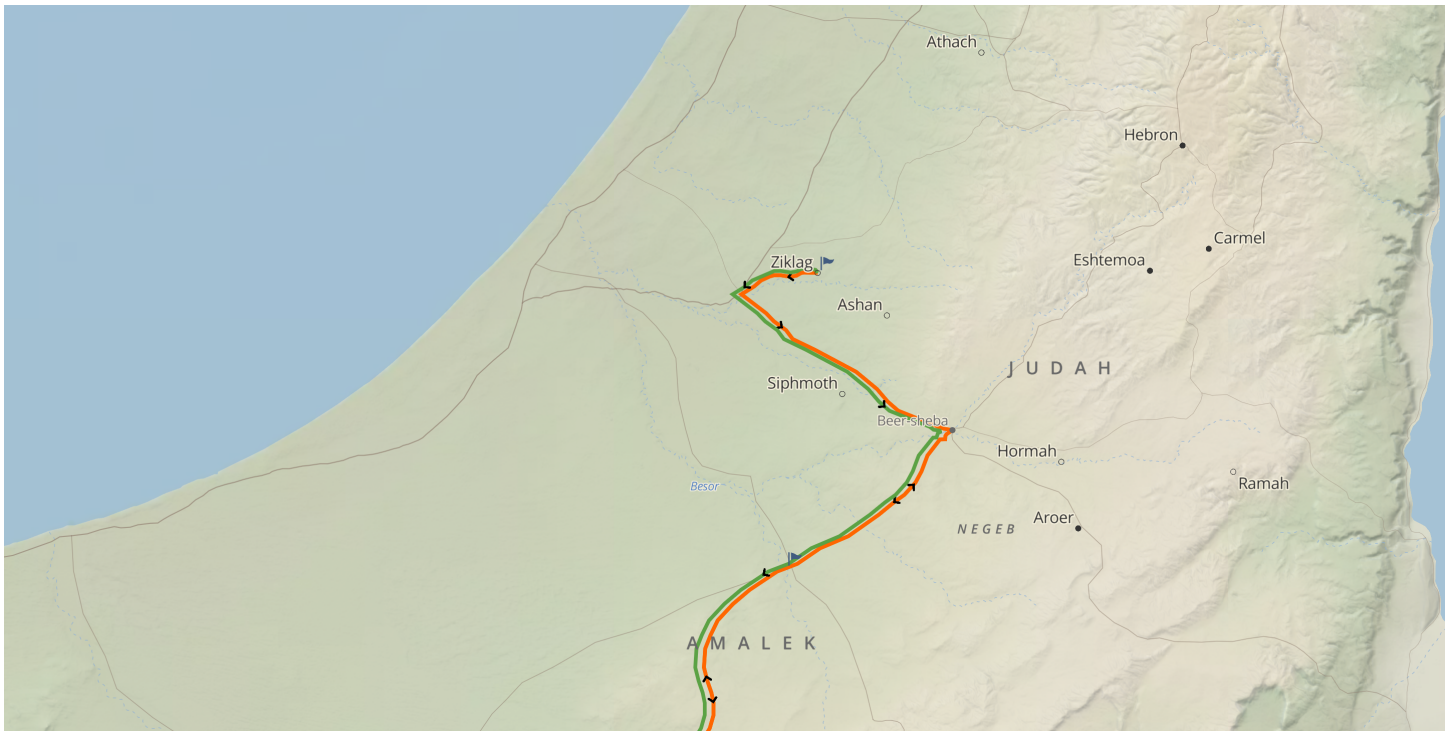 Athach
Hebron
Carmel
Eshtemoa
Ziklag
Ashan
JUDAH
Siphmoth
Beer-sheba
Hormah
Ramah
Besor
Aroer
NEGEB
AMALEK